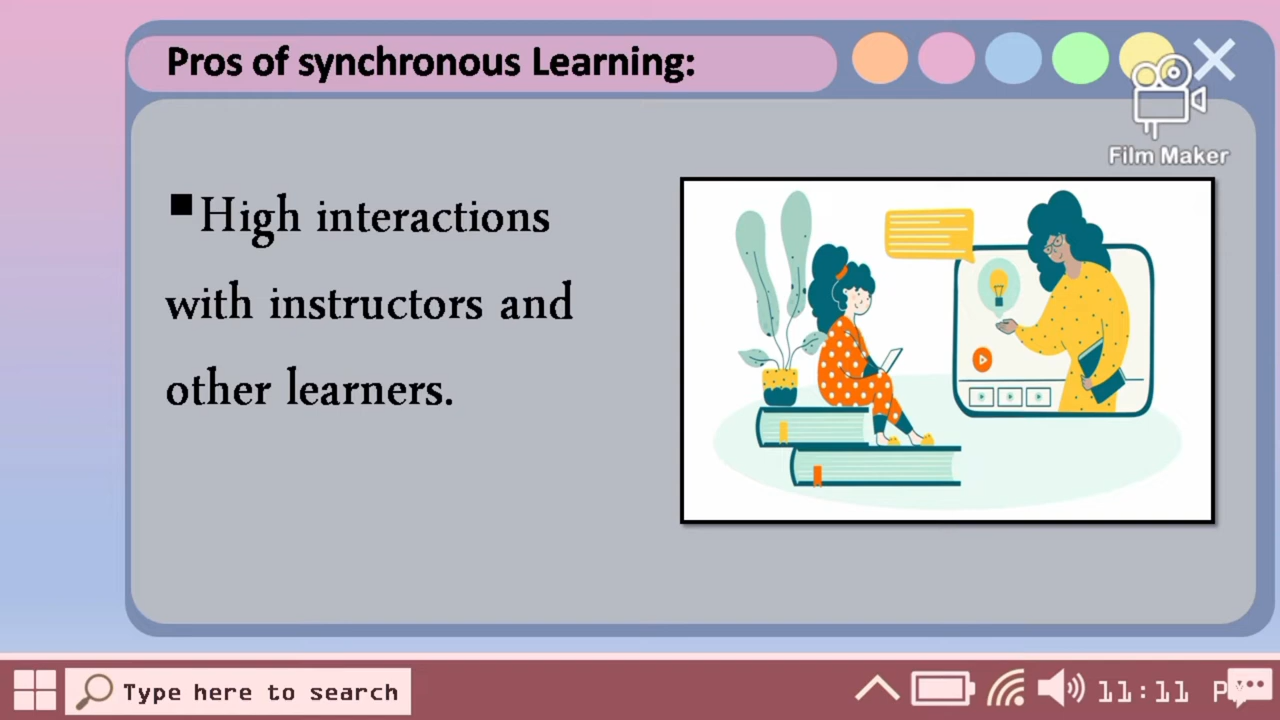 Pros of synchronous Learning:
Film Maker
▪High interactions
with instructors and
other learners.
Type here to search
11:11